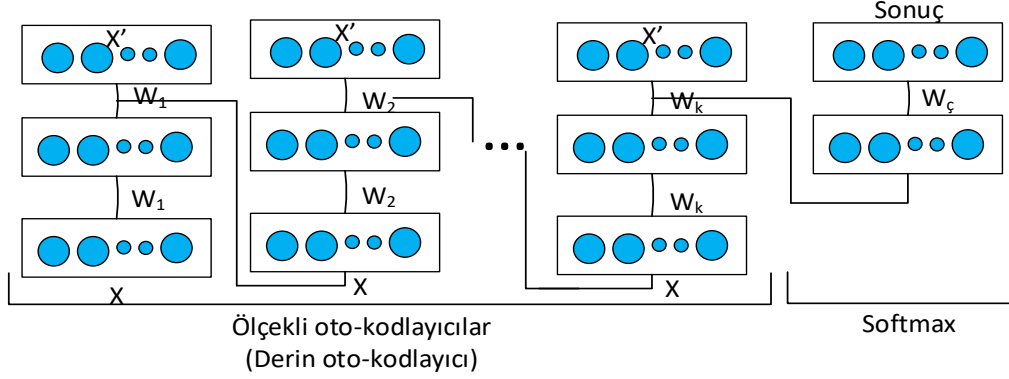 Sonuç
X’
X’
X’
W1
W2
Wk
Wç
...
W1
W2
Wk
X
X
X
Ölçekli oto-kodlayıcılar
(Derin oto-kodlayıcı)
Softmax